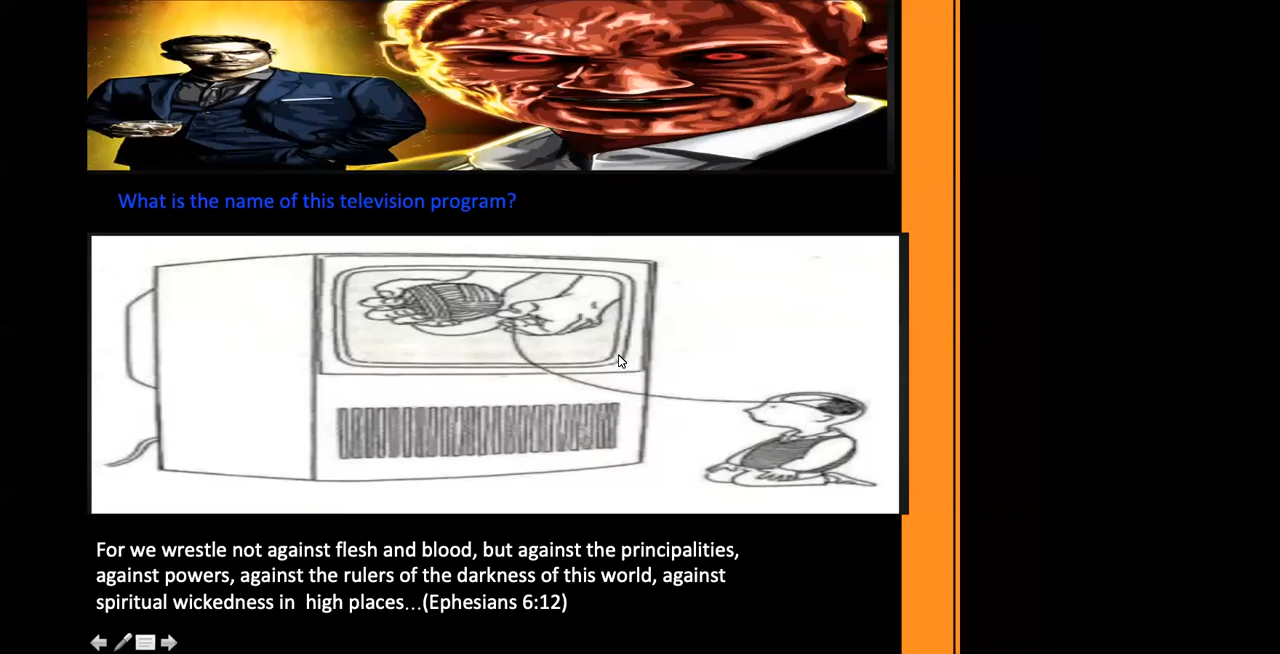 What is the name of this television program?
For we wrestle not against flesh and blood, but against the principalities,
against powers, against the rulers of the darkness of this world, against
spiritual wickedness in  high places...(Ephesians 6:12)